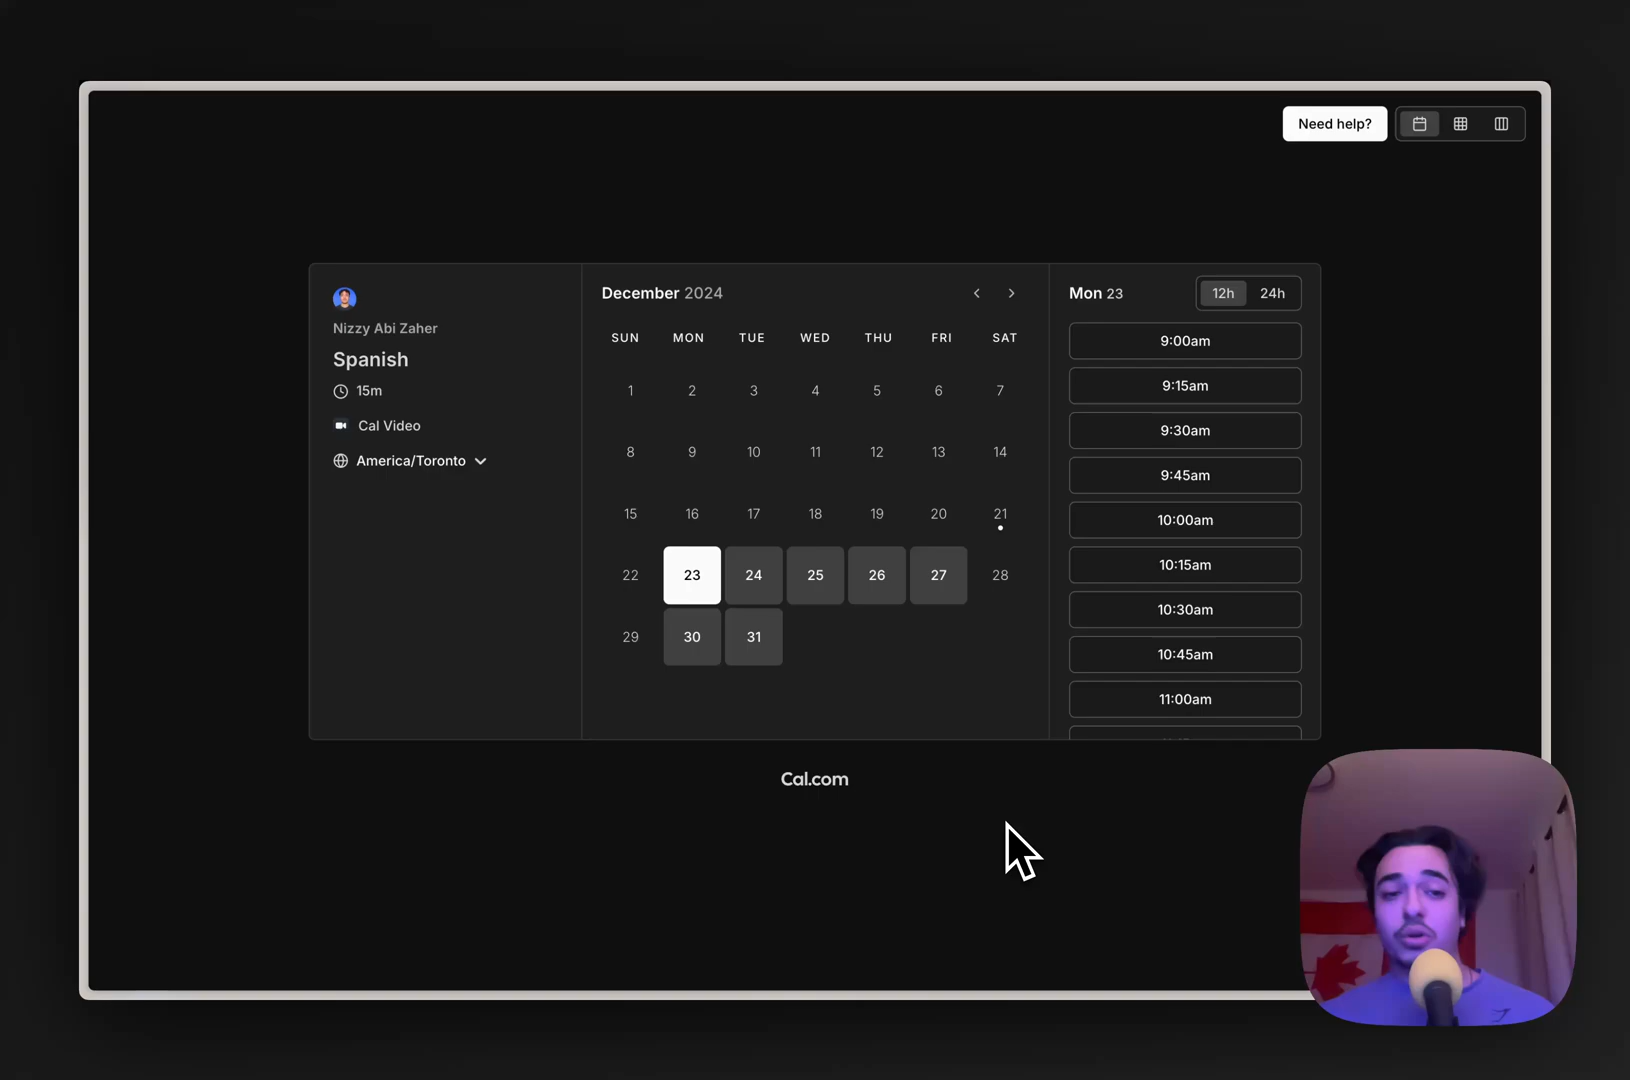 Need help?
Nizzy Abi Zaher
Spanish
15m
Cal Video
America/Toronto
December 2024
SUN MON TUE WED THU FRI SAT
1 2 3 4 5 6 7
8 9 10 11 12 13 14
15 16 17 18 19 20 21
22 23 24 25 26 27 28
29 30 31
Mon 23
12h 24h
9:00am
9:15am
9:30am
9:45am
10:00am
10:15am
10:30am
10:45am
11:00am
Cal.com